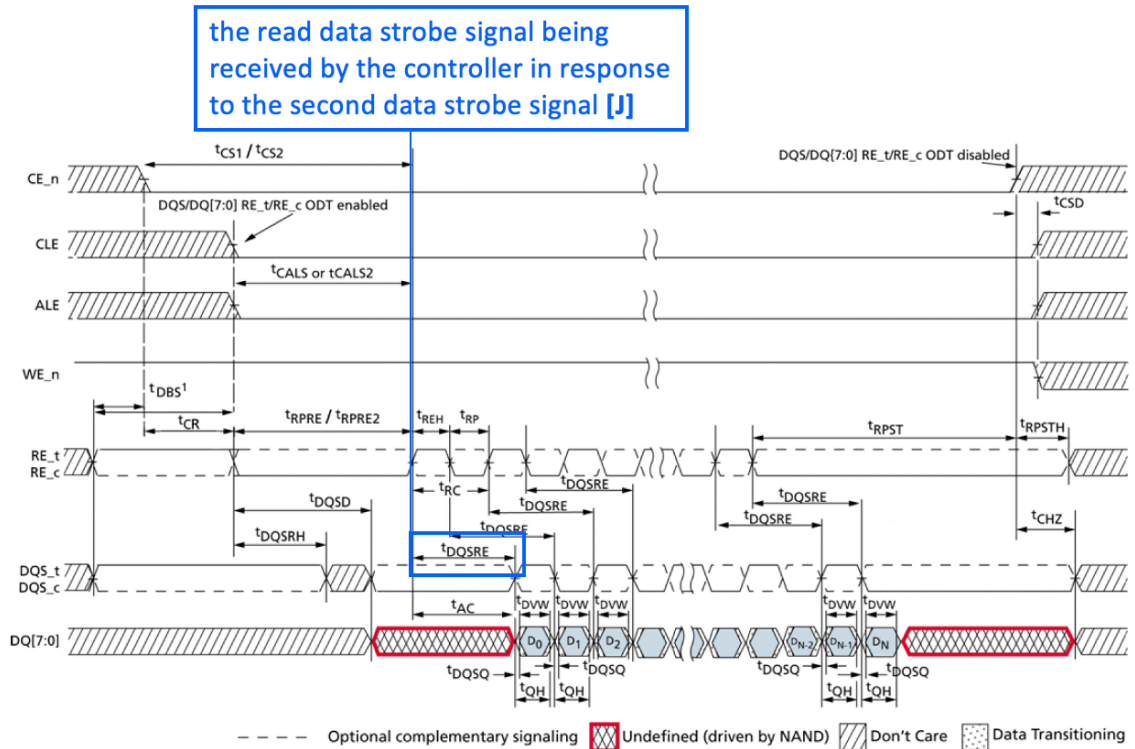 the read data strobe signal being
received by the controller in response
to the second data strobe signal [J]
tCS1 / tCS2
DQS/DQ[7:0] RE_t/RE_c ODT disabled
CE_n
tCSD
DQS/DQ[7:0] RE_t/RE_c ODT enabled
CLE
tCALS or tCALS2
ALE
WE_n
tDBS1
tCR
tRPRE / tRPRE2
tREH
tRP
tRPST
tRPSTH
RE_t
RE_c
tRC
tDQSRE
tDQSRE
tDQSRE
tDQSRE
tDQSRE
tDQSRE
tDQSD
tDQSRH
tCHZ
DQS_t
DQS_c
tAC
tDVW
tDVW
tDVW
tDVW
tDVW
DQ[7:0]
D0
D1
D2
DN-2
DN-1
DN
tDQSQ
tDQSQ
tDQSQ
tDQSQ
tQH
tQH
tQH
tQH
Optional complementary signaling
Undefined (driven by NAND)
Don't Care
Data Transitioning